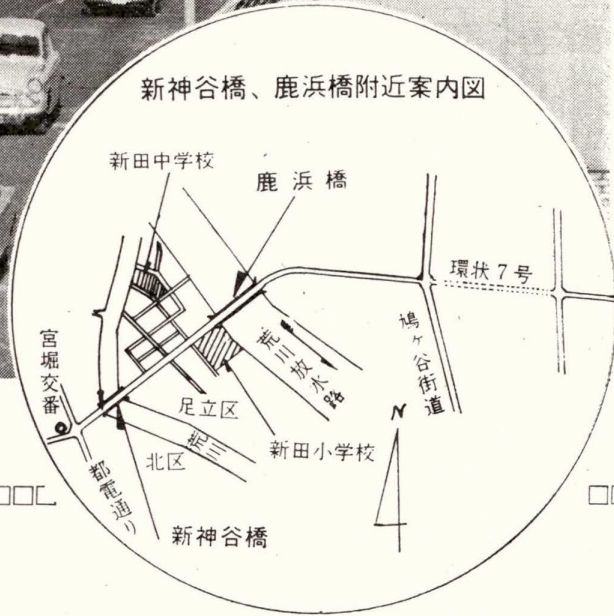 新神谷橋、鹿浜橋附近案内図
新田中学校
鹿浜橋
環状7号
鳩ヶ谷街道
荒川放水路
宮堀交番
足立区
荒川
北区
新田小学校
都電通り
新神谷橋
N